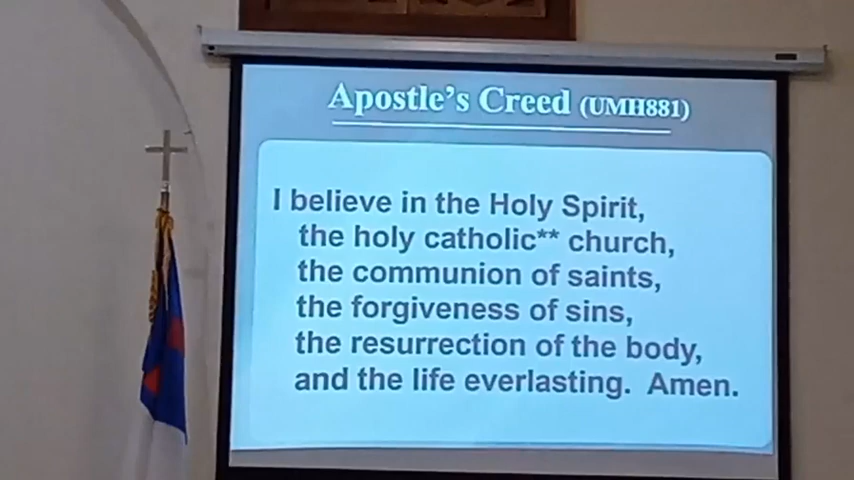 Apostle's Creed (UMH881)
I believe in the Holy Spirit,
the holy catholic** church,
the communion of saints,
the forgiveness of sins,
the resurrection of the body,
and the life everlasting. Amen.